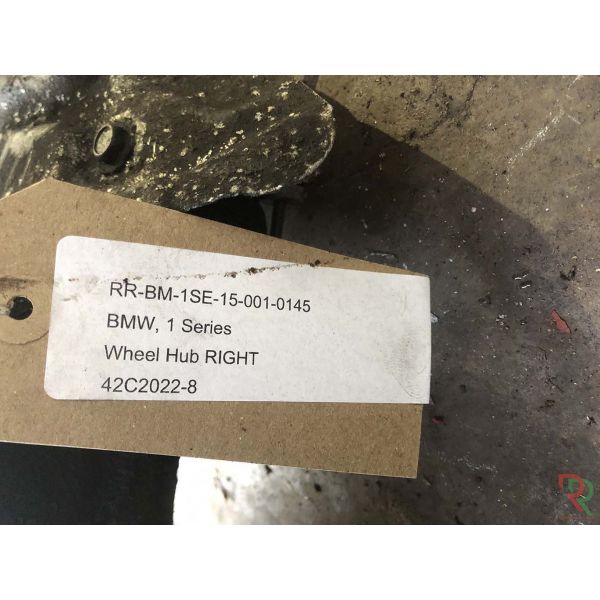 RR-BM-1SE-15-001-0145
BMW, 1 Series
Wheel Hub RIGHT
42C2022-8